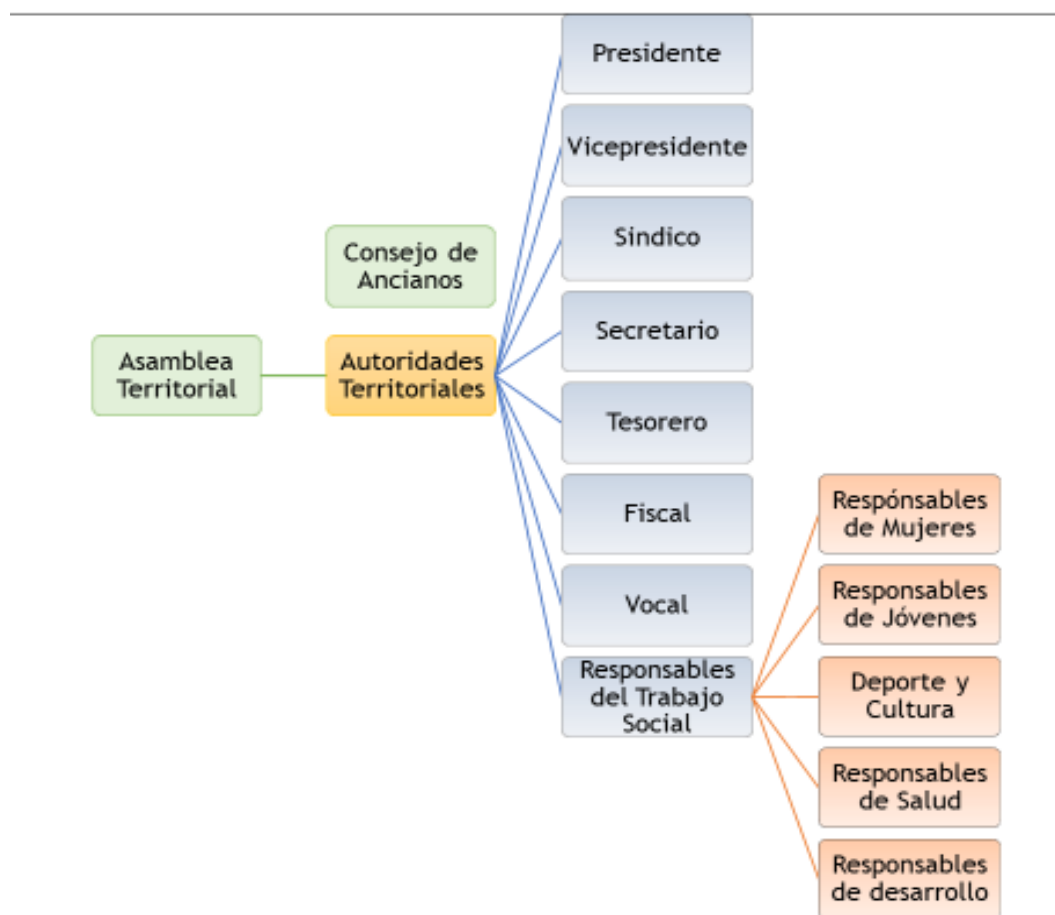 Presidente
Vicepresidente
Sindico
Consejo de
Ancianos
Secretario
Asamblea
Territorial
Autoridades
Territoriales
Tesorero
Fiscal
Vocal
Responsables
del Trabajo
Social
Respónsables
de Mujeres
Responsables
de Jóvenes
Deporte y
Cultura
Responsables
de Salud
Responsables
de desarrollo